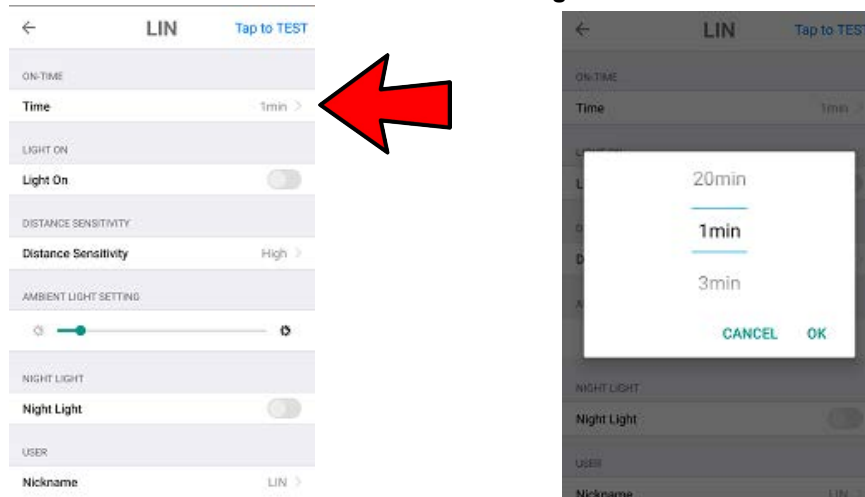 LIN Tap to TEST
ON-TIME
Time 1min
LIGHT ON
Light On
DISTANCE SENSITIVITY
Distance Sensitivity High
AMBIENT LIGHT SETTING
NIGHT LIGHT
Night Light
USER
Nickname LIN
LIN Tap to TEST
ON-TIME
Time 1min
20min
1min
3min
CANCEL OK
NIGHT LIGHT
Night Light
USER
Nickname LIN